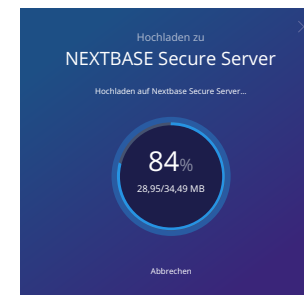 Hochladen zu
NEXTBASE Secure Server
Hochladen auf Nextbase Secure Server...
84%
28,95/34,49 MB
Abbrechen